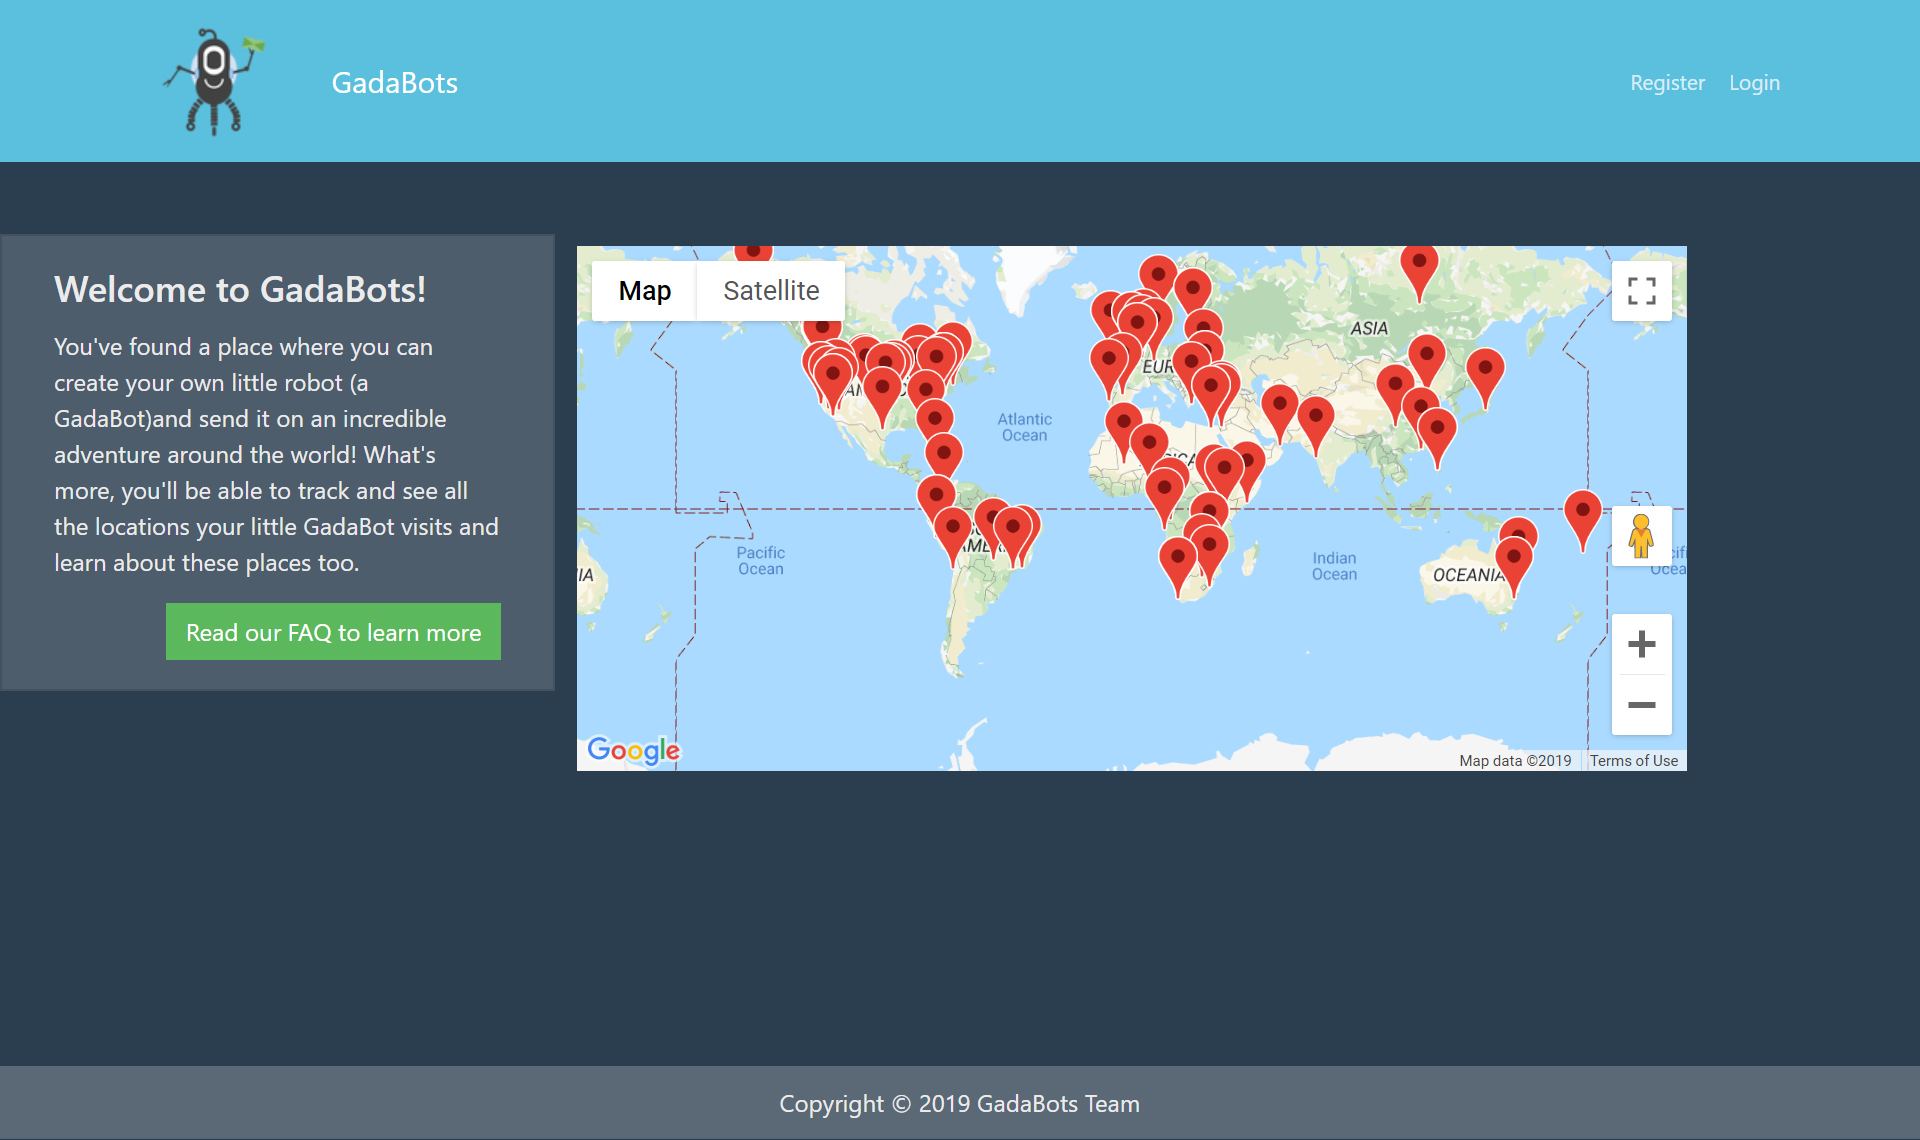 GadaBots
Register Login
Welcome to GadaBots!
You've found a place where you can
create your own little robot (a
GadaBot)and send it on an incredible
adventure around the world! What's
more, you'll be able to track and see all
the locations your little GadaBot visits and
learn about these places too.
Read our FAQ to learn more
Map Satellite
ASIA
Atlantic
Ocean
Pacific
Ocean
Indian
Ocean
OCEANIA
Google
Map data ©2019 Terms of Use
Copyright © 2019 GadaBots Team